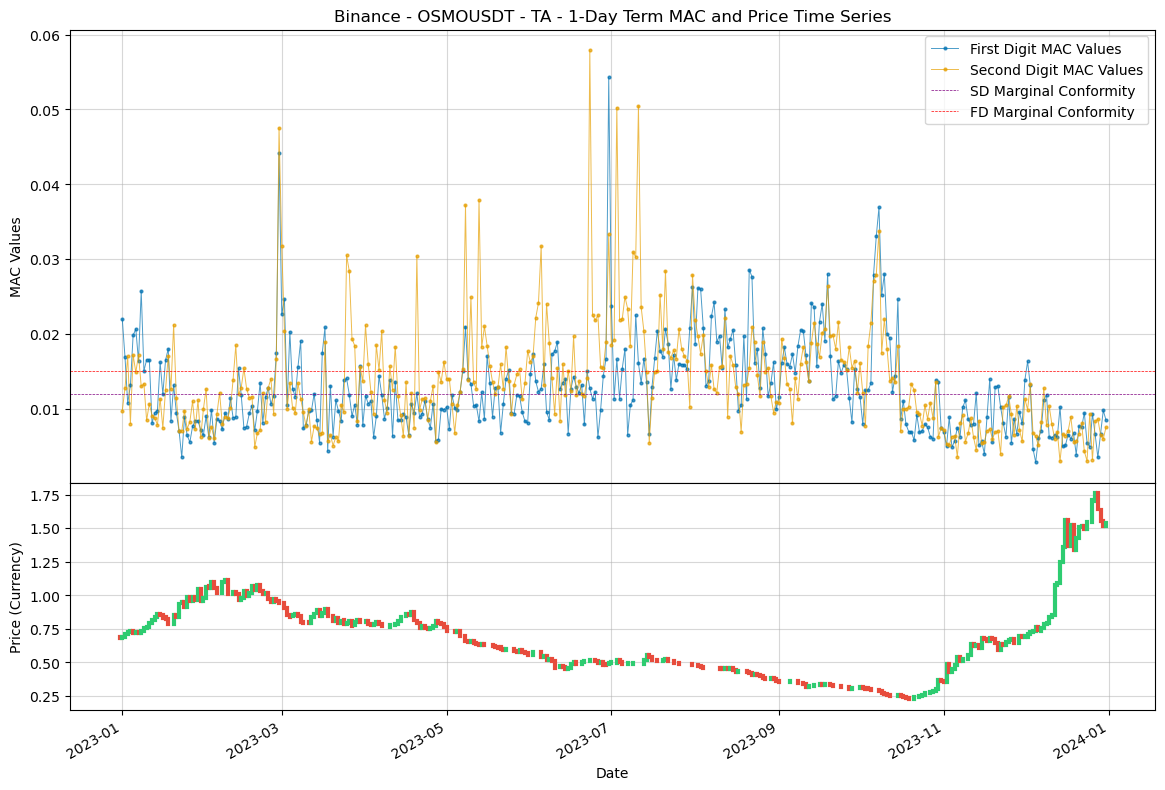 Binance - OSMOUSDT - TA - 1-Day Term MAC and Price Time Series
First Digit MAC Values
Second Digit MAC Values
SD Marginal Conformity
FD Marginal Conformity
MAC Values
0.06
0.05
0.04
0.03
0.02
0.01
Price (Currency)
1.75
1.50
1.25
1.00
0.75
0.50
0.25
2023-01
2023-03
2023-05
2023-07
2023-09
2023-11
2024-01
Date